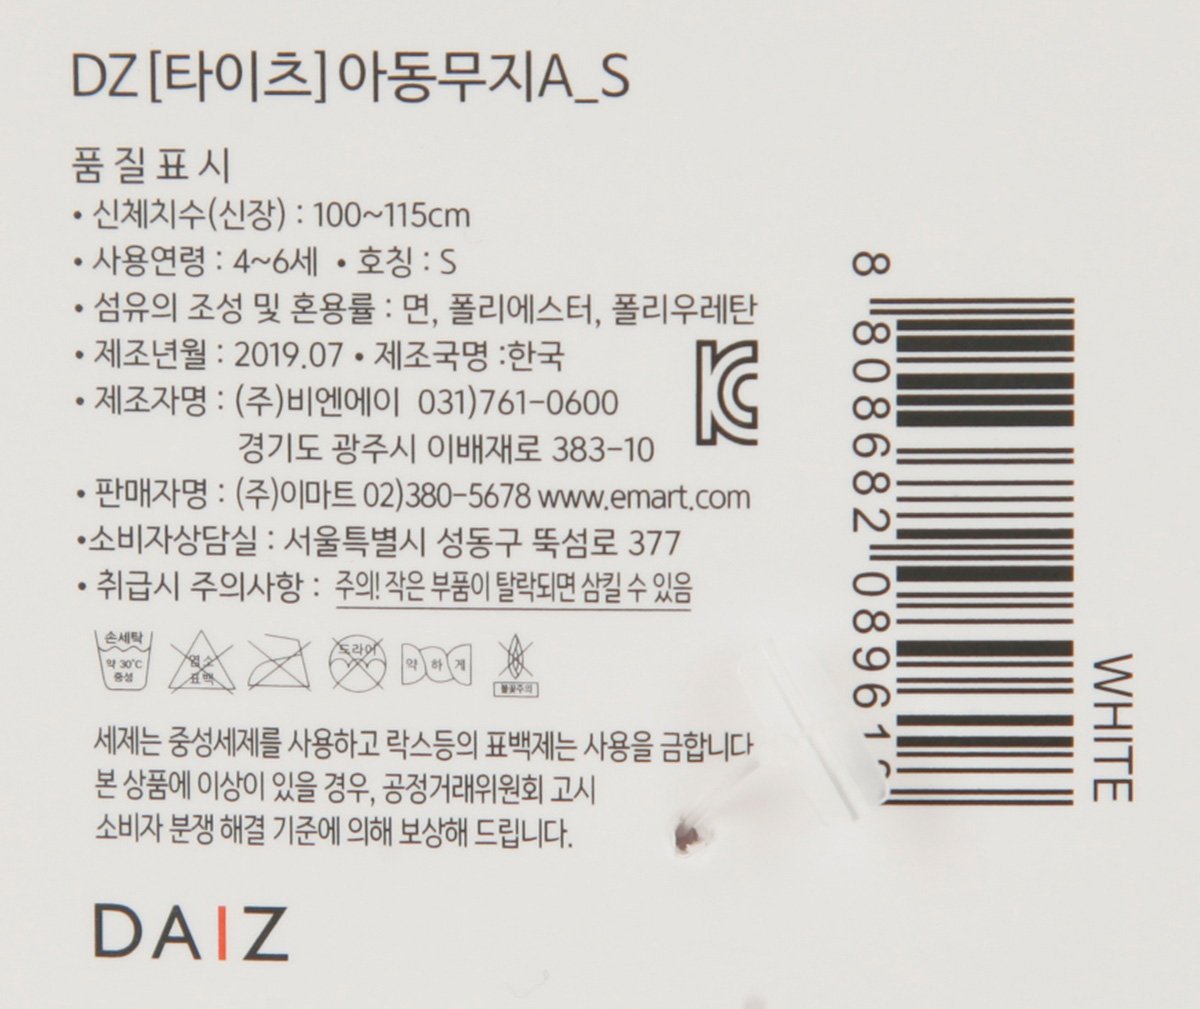 DZ [타이츠] 아동무지A_S
품 질 표 시
• 신체치수(신장) : 100~115cm
• 사용연령 : 4~6세 • 호칭 : S
• 섬유의 조성 및 혼용률 : 면, 폴리에스터, 폴리우레탄
• 제조년월 : 2019.07 • 제조국명 :한국
• 제조자명 : (주)비엔에이 031)761-0600
경기도 광주시 이배재로 383-10
• 판매자명 : (주)이마트 02)380-5678 www.emart.com
•소비자상담실 : 서울특별시 성동구 뚝섬로 377
• 취급시 주의사항 : 주의! 작은 부품이 탈락되면 삼킬 수 있음
손세탁
약 30℃
중성
염소
표백
드라이
약 하 게
불꽃주의
세제는 중성세제를 사용하고 락스등의 표백제는 사용을 금합니다
본 상품에 이상이 있을 경우, 공정거래위원회 고시
소비자 분쟁 해결 기준에 의해 보상해 드립니다.
DAIZ
8 808682 08961
WHITE